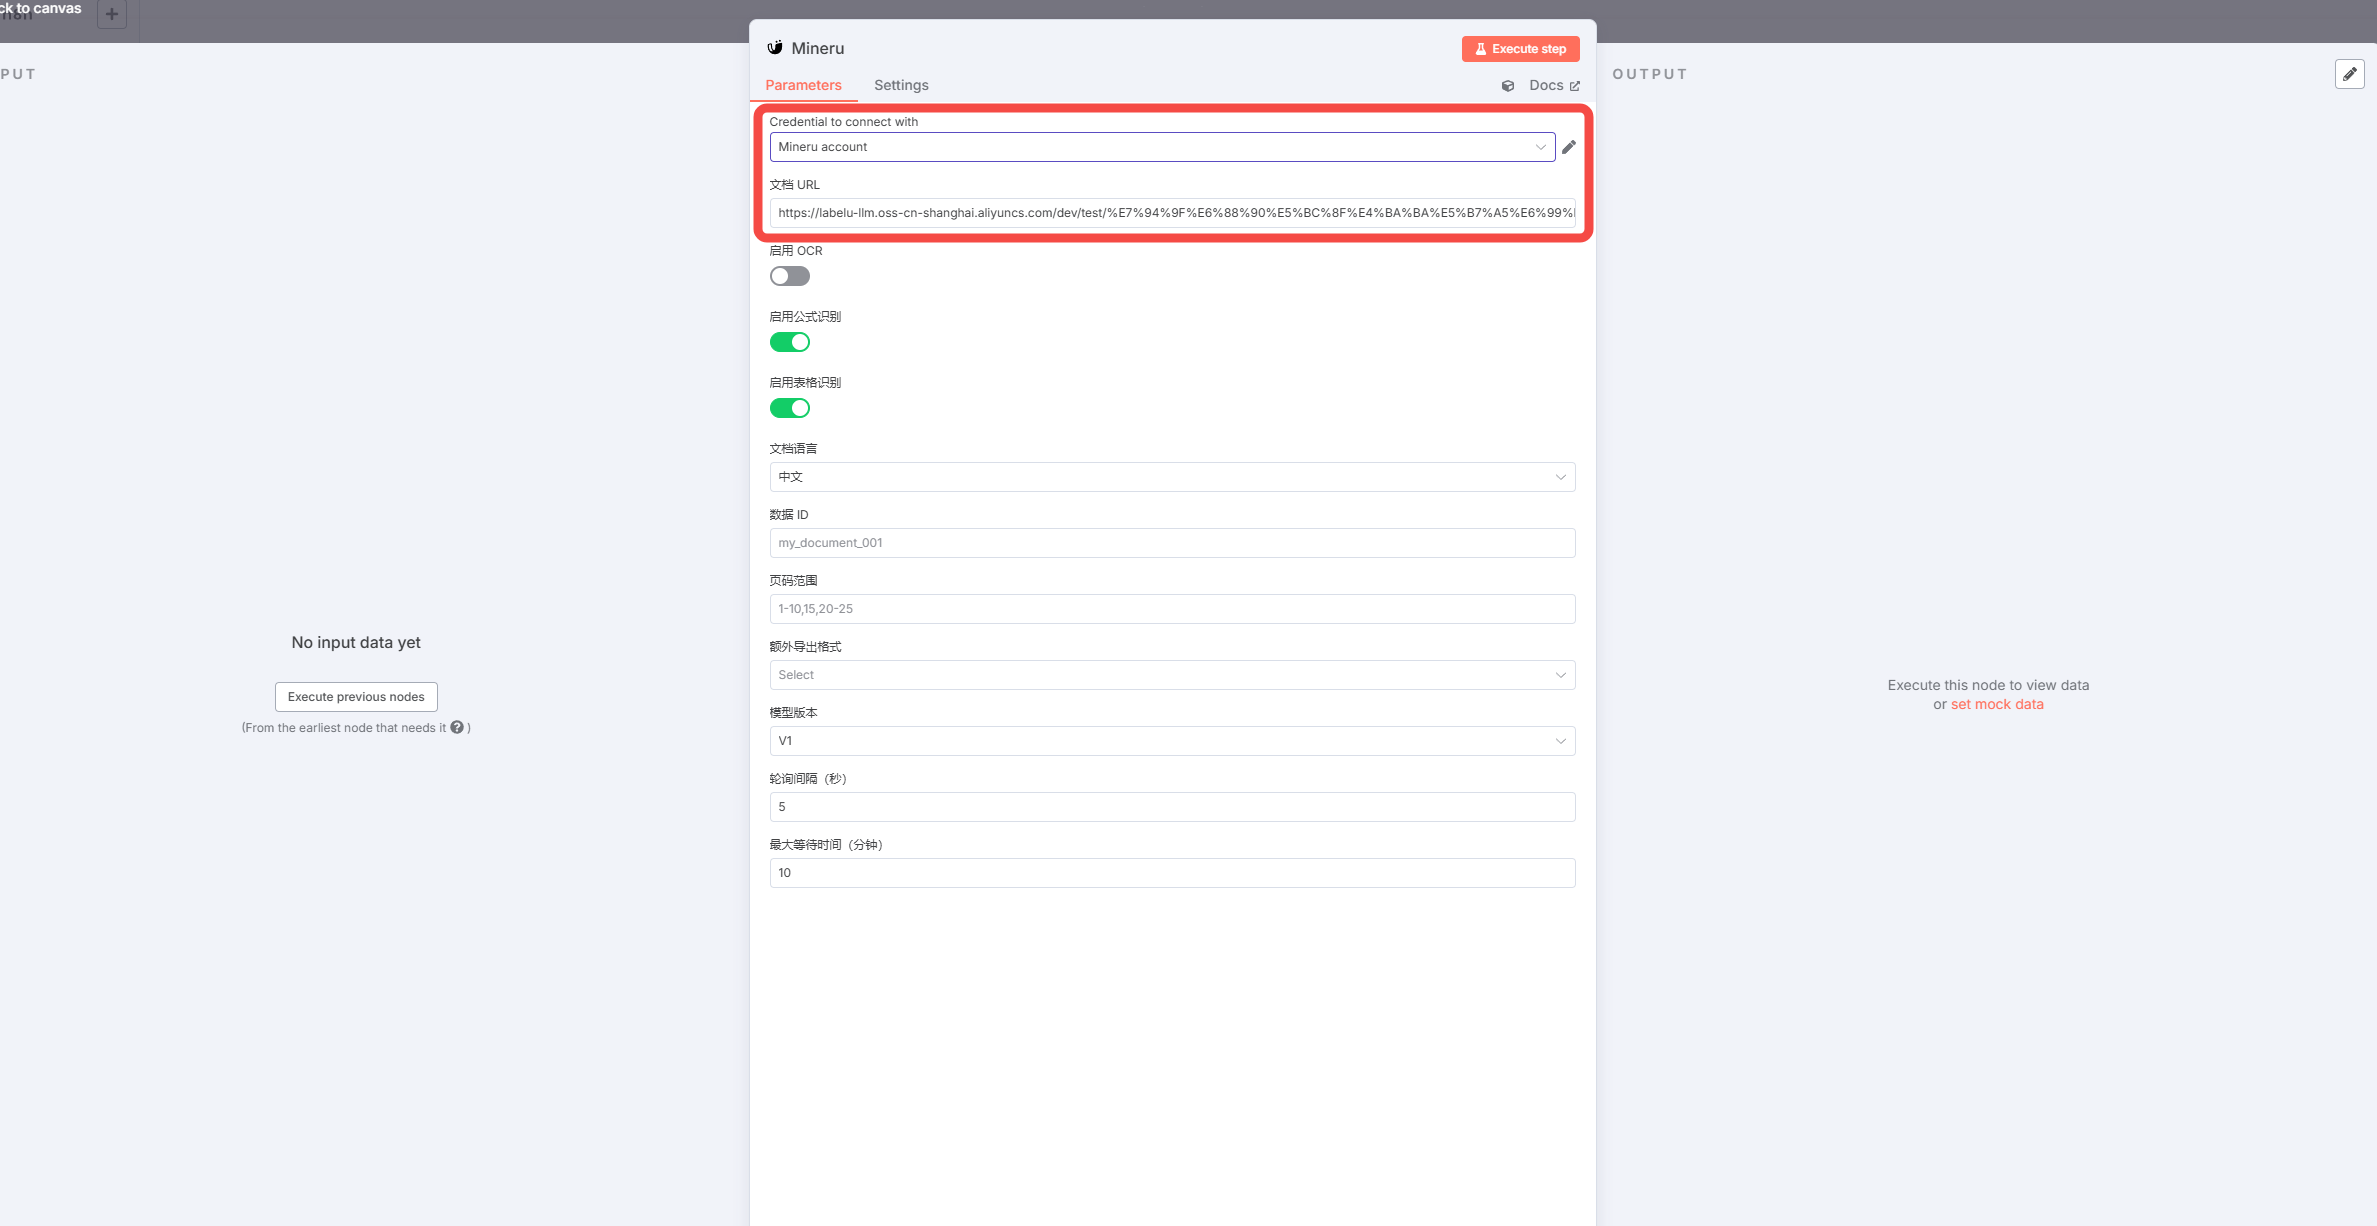 ck to canvas
PUT
No input data yet
Execute previous nodes
(From the earliest node that needs it ? )
Mineru
Execute step
Parameters
Settings
Docs
Credential to connect with
Mineru account
文档 URL
https://labelu-llm.oss-cn-shanghai.aliyuncs.com/dev/test/%E7%94%9F%E6%88%90%E5%BC%8F%E4%BA%BA%E5%B7%A5%E6%99%
启用 OCR
启用公式识别
启用表格识别
文档语言
中文
数据 ID
my_document_001
页码范围
1-10,15,20-25
额外导出格式
Select
模型版本
V1
轮询间隔（秒）
5
最大等待时间（分钟）
10
OUTPUT
Execute this node to view data
or set mock data